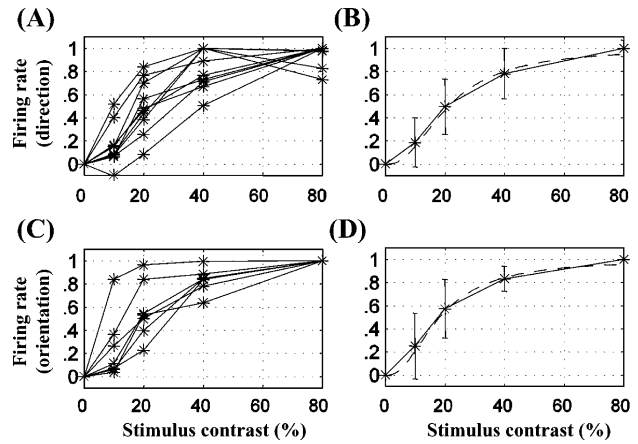 (A)
(B)
Firing rate
(direction)
1
.8
.6
.4
.2
0
0 20 40 60 80
1
.8
.6
.4
.2
0
0 20 40 60 80
(C)
(D)
Firing rate
(orientation)
1
.8
.6
.4
.2
0
0 20 40 60 80
1
.8
.6
.4
.2
0
0 20 40 60 80
Stimulus contrast (%)
Stimulus contrast (%)